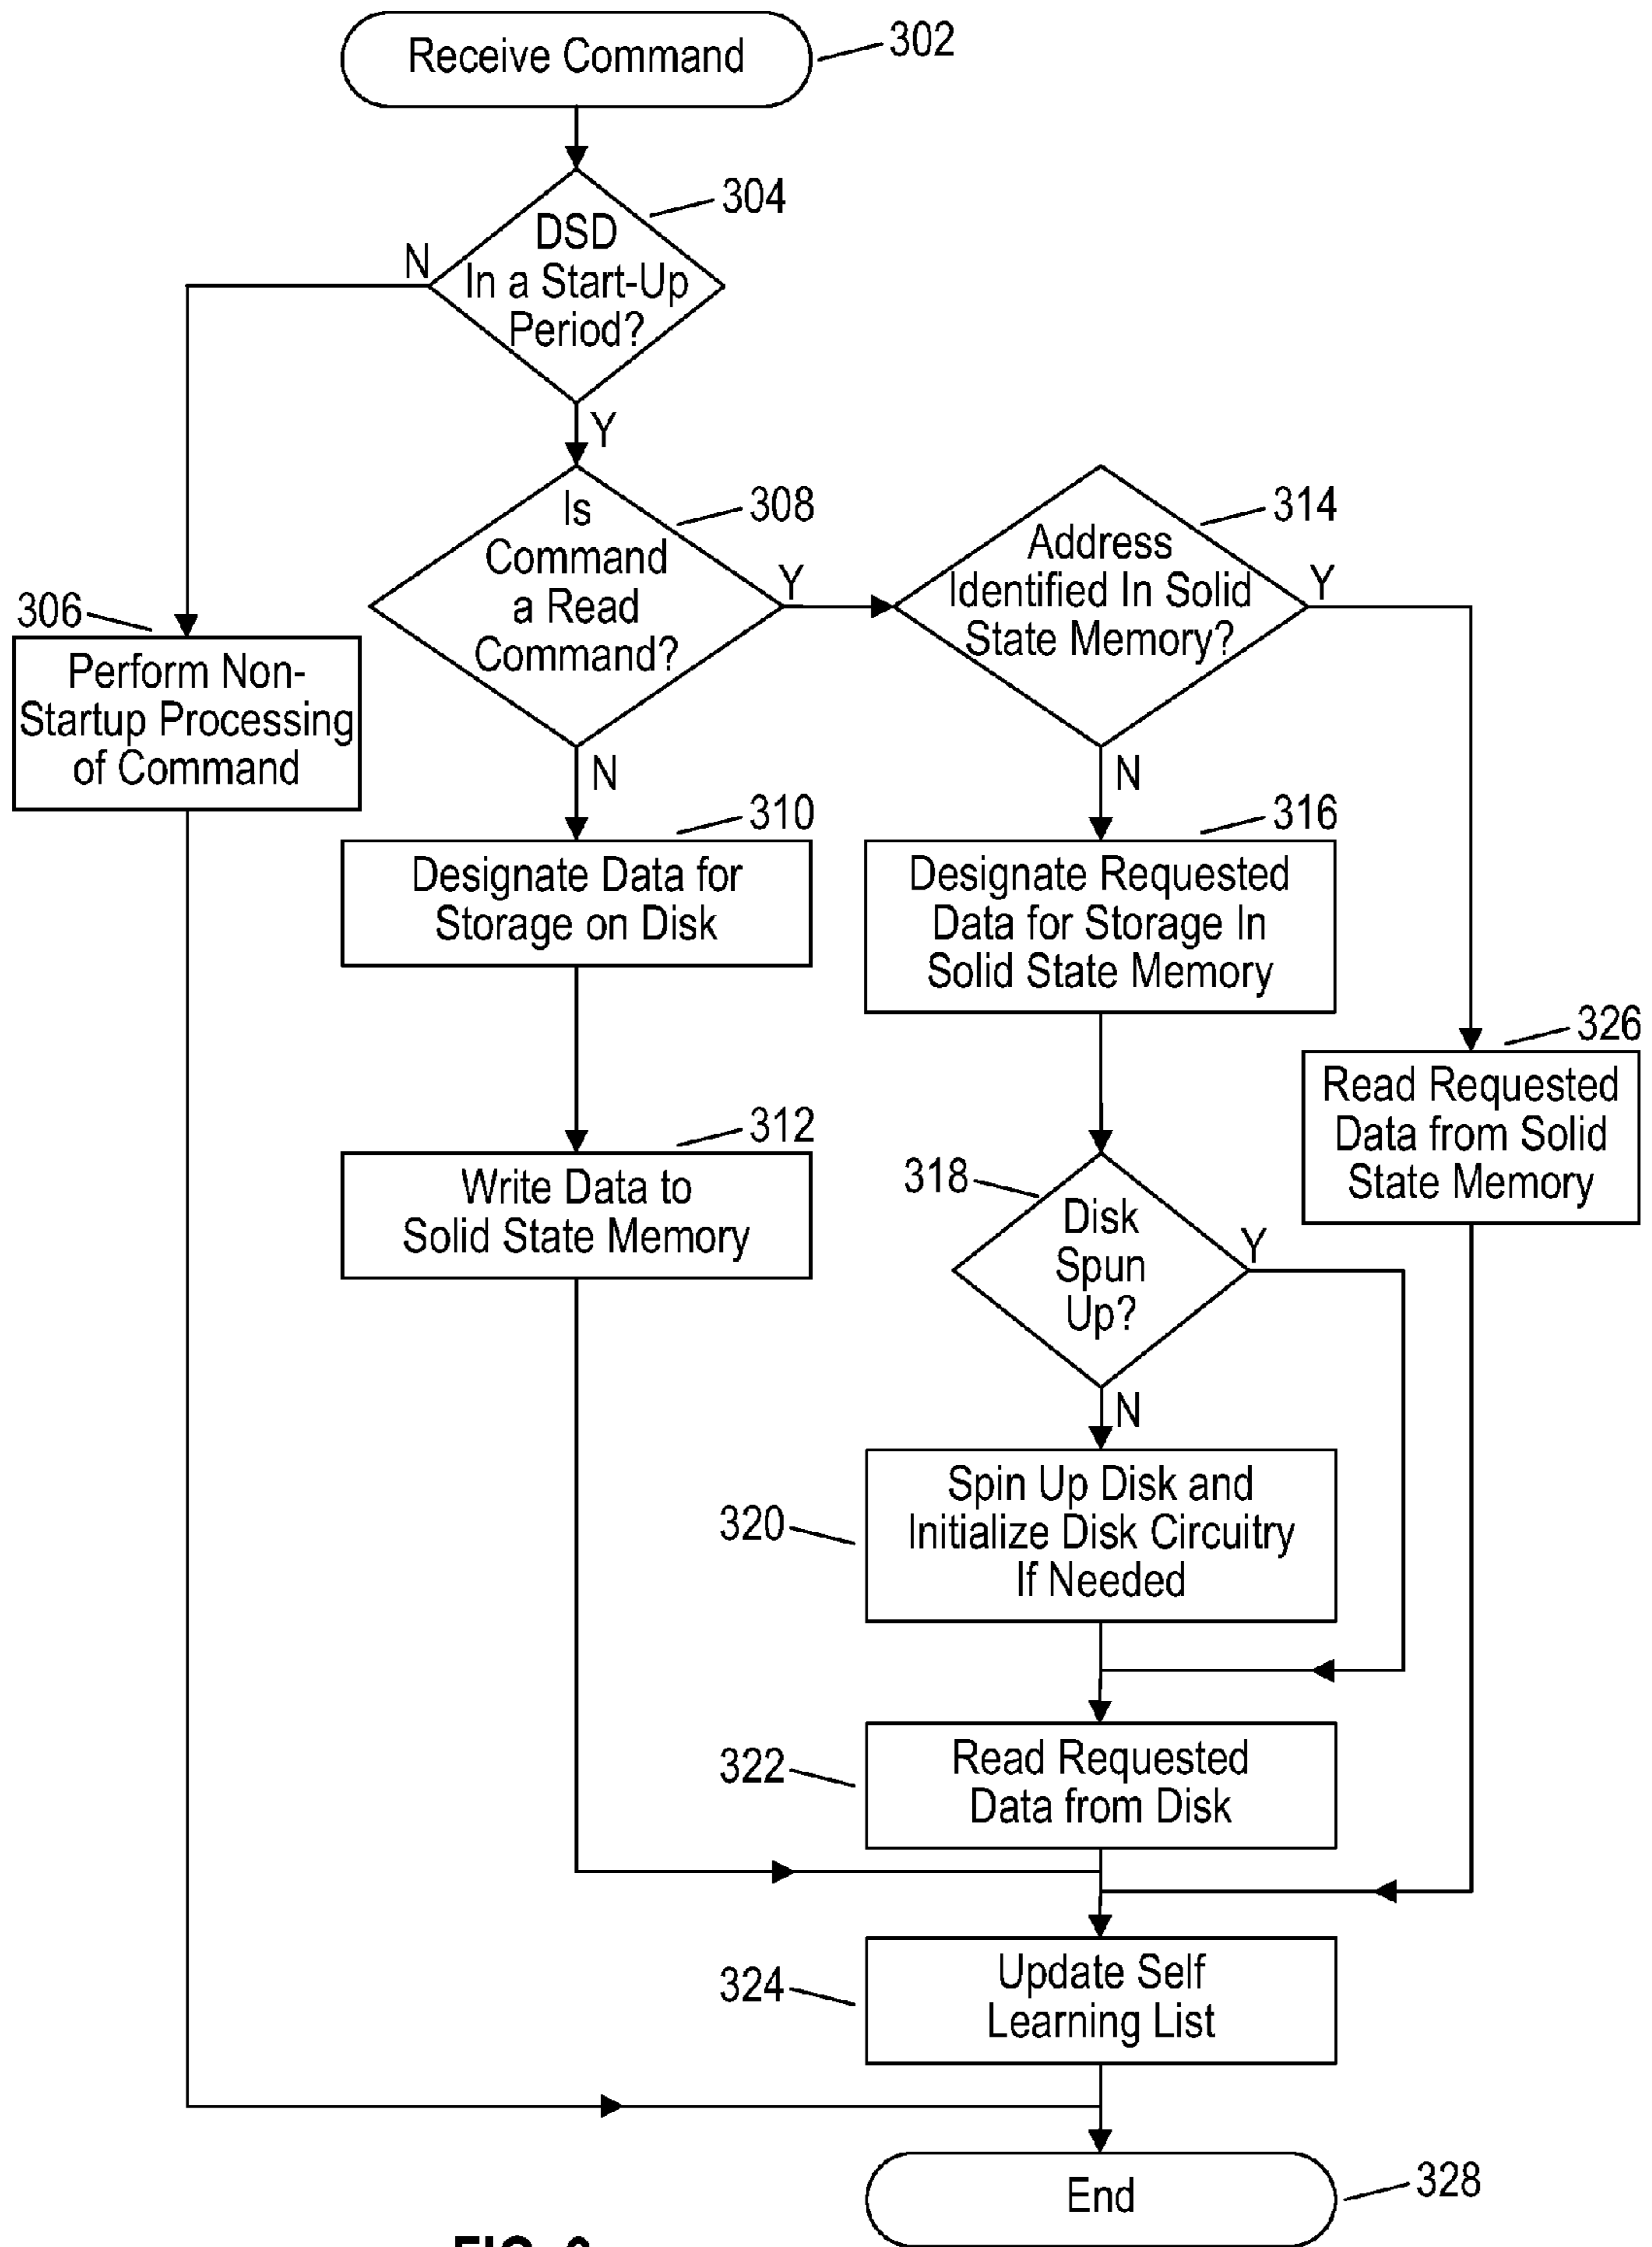 Receive Command
302
304
DSD
In a Start-Up
Period?
N
Y
Is
Command
a Read
Command?
308
Y
N
314
Address
Identified In Solid
State Memory?
Y
N
306
Perform Non-
Startup Processing
of Command
310
Designate Data for
Storage on Disk
316
Designate Requested
Data for Storage In
Solid State Memory
326
Read Requested
Data from Solid
State Memory
312
Write Data to
Solid State Memory
318
Disk
Spun
Up?
Y
N
320
Spin Up Disk and
Initialize Disk Circuitry
If Needed
322
Read Requested
Data from Disk
324
Update Self
Learning List
End
328
FIG.